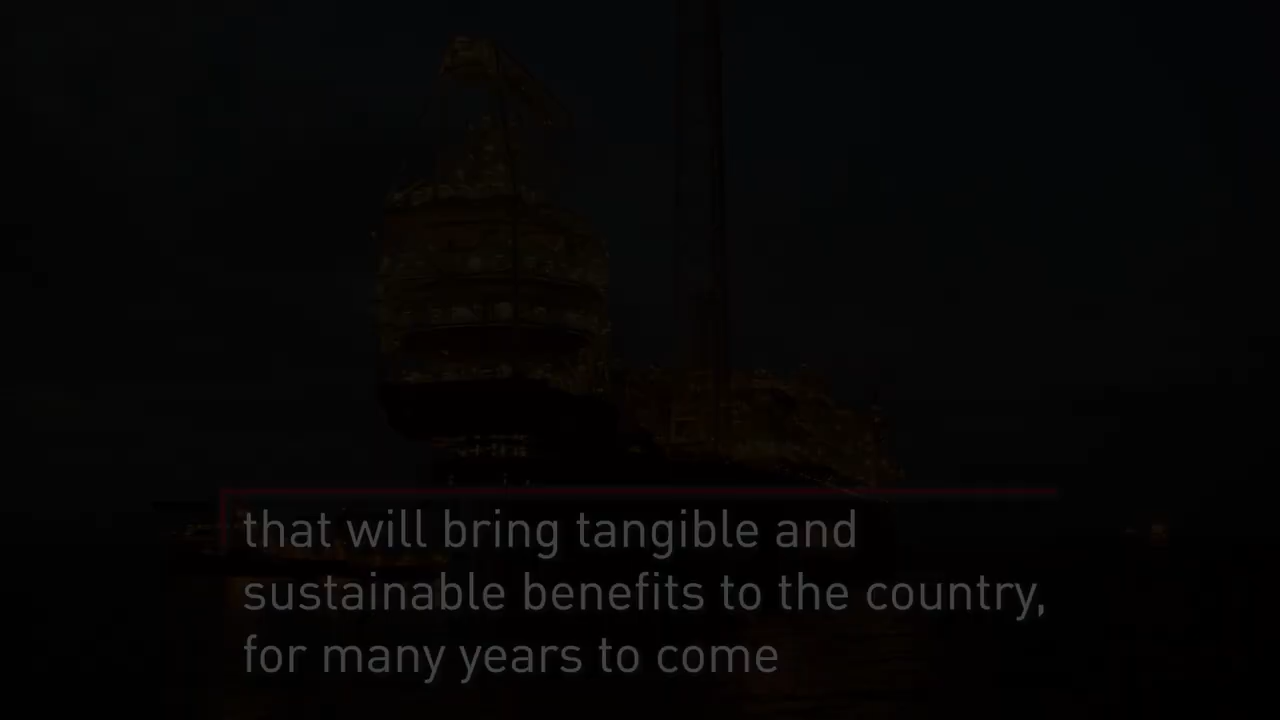 that will bring tangible and
sustainable benefits to the country,
for many years to come